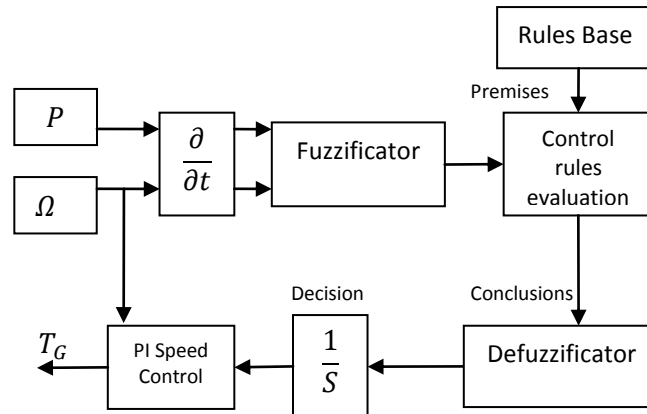 Rules Base
Premises
P
∂
∂t
Fuzzificator
Control
rules
evaluation
Ω
Decision
Conclusions
T_G
PI Speed
Control
1
S
Defuzzificator